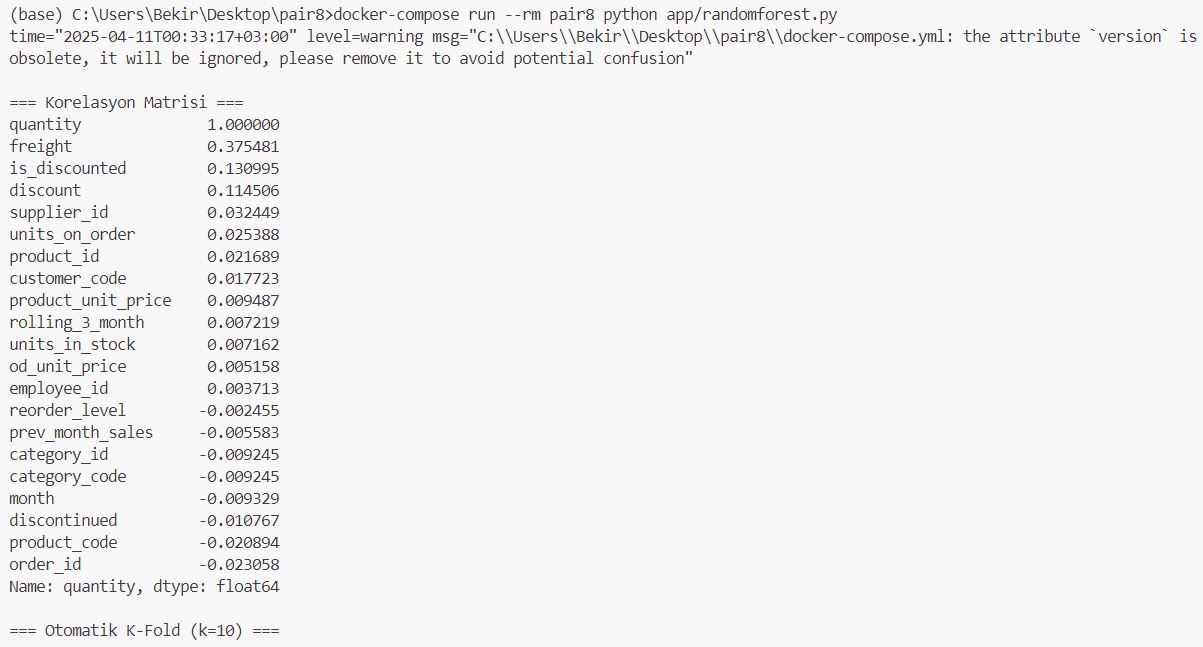 (base) C:\Users\Bekir\Desktop\pair8>docker-compose run --rm pair8 python app/randomforest.py
time="2025-04-11T00:33:17+03:00" level=warning msg="C:\\Users\\Bekir\\Desktop\\pair8\\docker-compose.yml: the attribute `version` is
obsolete, it will be ignored, please remove it to avoid potential confusion"
=== Korelasyon Matrisi ===
quantity 1.000000
freight 0.375481
is_discounted 0.130995
discount 0.114506
supplier_id 0.032449
units_on_order 0.025388
product_id 0.021689
customer_code 0.017723
product_unit_price 0.009487
rolling_3_month 0.007219
units_in_stock 0.007162
od_unit_price 0.005158
employee_id 0.003713
reorder_level -0.002455
prev_month_sales -0.005583
category_id -0.009245
category_code -0.009245
month -0.009329
discontinued -0.010767
product_code -0.020894
order_id -0.023058
Name: quantity, dtype: float64
=== Otomatik K-Fold (k=10) ===